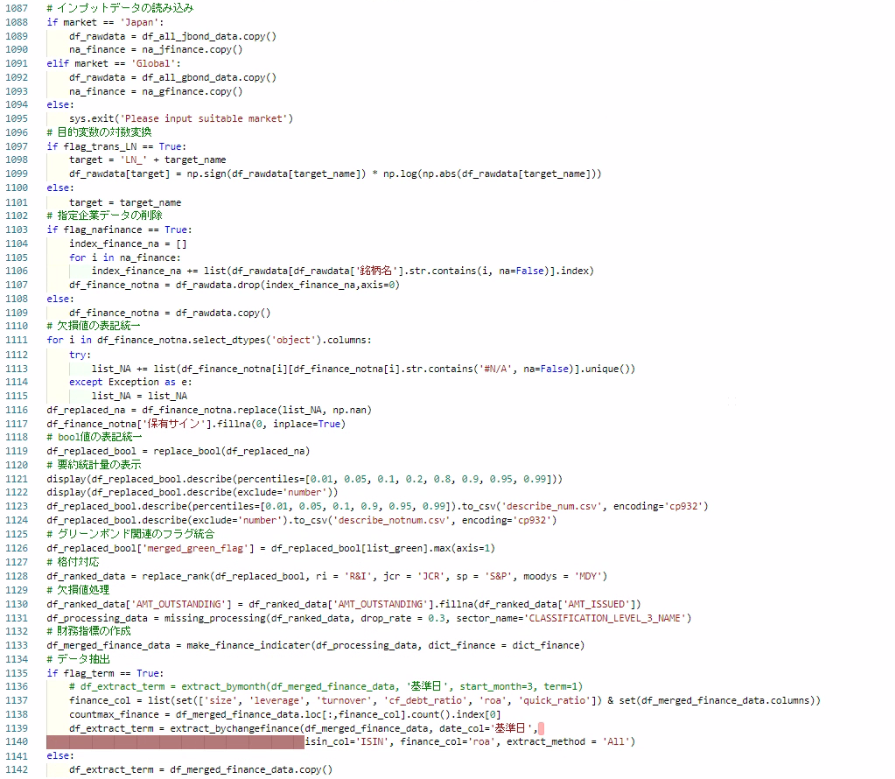 1087 # インプットデータの読み込み
1088 if market == 'Japan':
1089     df_rawdata = df_all_jbond_data.copy()
1090     na_finance = na_jfinance.copy()
1091 elif market == 'Global':
1092     df_rawdata = df_all_gbond_data.copy()
1093     na_finance = na_gfinance.copy()
1094 else:
1095     sys.exit('Please input suitable market')
1096 # 目的変数の対数変換
1097 if flag_trans_LN == True:
1098     target = 'LN_' + target_name
1099     df_rawdata[target] = np.sign(df_rawdata[target_name]) * np.log(np.abs(df_rawdata[target_name]))
1100 else:
1101     target = target_name
1102 # 指定企業データの削除
1103 if flag_nafinance == True:
1104     index_finance_na = []
1105     for i in na_finance:
1106         index_finance_na += list(df_rawdata[df_rawdata['銘柄名'].str.contains(i, na=False)].index)
1107     df_finance_notna = df_rawdata.drop(index_finance_na,axis=0)
1108 else:
1109     df_finance_notna = df_rawdata.copy()
1110 # 欠損値の表記統一
1111 for i in df_finance_notna.select_dtypes('object').columns:
1112     try:
1113         list_NA += list(df_finance_notna[i][df_finance_notna[i].str.contains('#N/A', na=False)].unique())
1114     except Exception as e:
1115         list_NA = list_NA
1116 df_replaced_na = df_finance_notna.replace(list_NA, np.nan)
1117 df_finance_notna['保有サイン'].fillna(0, inplace=True)
1118 # bool値の表記統一
1119 df_replaced_bool = replace_bool(df_replaced_na)
1120 # 要約統計量の表示
1121 display(df_replaced_bool.describe(percentiles=[0.01, 0.05, 0.1, 0.2, 0.8, 0.9, 0.95, 0.99]))
1122 display(df_replaced_bool.describe(exclude='number'))
1123 df_replaced_bool.describe(percentiles=[0.01, 0.05, 0.1, 0.9, 0.95, 0.99]).to_csv('describe_num.csv', encoding='cp932')
1124 df_replaced_bool.describe(exclude='number').to_csv('describe_notnum.csv', encoding='cp932')
1125 # グリーンボンド関連のフラグ統合
1126 df_replaced_bool['merged_green_flag'] = df_replaced_bool[list_green].max(axis=1)
1127 # 格付対応
1128 df_ranked_data = replace_rank(df_replaced_bool, ri = 'R&I', jcr = 'JCR', sp = 'S&P', moodys = 'MDY')
1129 # 欠損値処理
1130 df_ranked_data['AMT_OUTSTANDING'] = df_ranked_data['AMT_OUTSTANDING'].fillna(df_ranked_data['AMT_ISSUED'])
1131 df_processing_data = missing_processing(df_ranked_data, drop_rate = 0.3, sector_name='CLASSIFICATION_LEVEL_3_NAME')
1132 # 財務指標の作成
1133 df_merged_finance_data = make_finance_indicater(df_processing_data, dict_finance = dict_finance)
1134 # データ抽出
1135 if flag_term == True:
1136     # df_extract_term = extract_bymonth(df_merged_finance_data, '基準日', start_month=3, term=1)
1137     finance_col = list(set(['size', 'leverage', 'turnover', 'cf_debt_ratio', 'roa', 'quick_ratio']) & set(df_merged_finance_data.columns))
1138     countmax_finance = df_merged_finance_data.loc[:,finance_col].count().index[0]
1139     df_extract_term = extract_bychangefinance(df_merged_finance_data, date_col='基準日',
1140                                         isin_col='ISIN', finance_col='roa', extract_method = 'All')
1141 else:
1142     df_extract_term = df_merged_finance_data.copy()